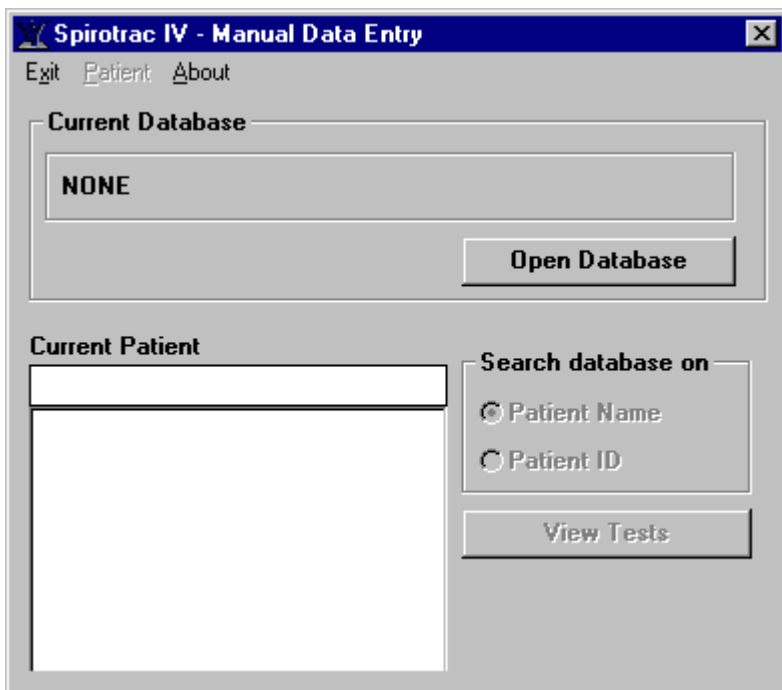 Spirotrac IV - Manual Data Entry
Exit Patient About
Current Database
NONE
Open Database
Current Patient
Search database on
Patient Name
Patient ID
View Tests